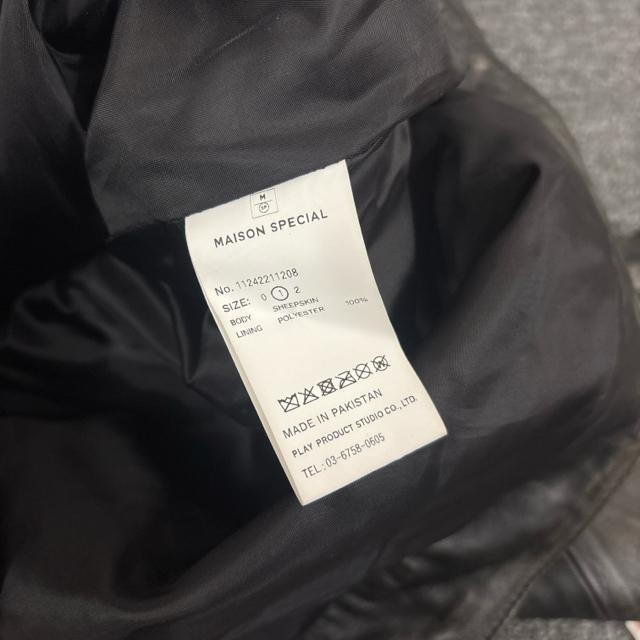 M
SP
MAISON SPECIAL
No. 11242211208
SIZE: 0 1 2
BODY SHEEPSKIN
LINING POLYESTER 100%
MADE IN PAKISTAN
PLAY PRODUCT STUDIO CO., LTD.
TEL:03-6758-0605